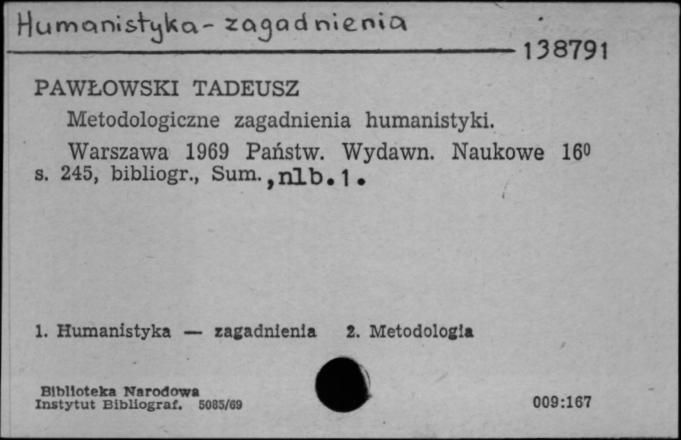 Humanistyka - zagadnienia
138791
PAWŁOWSKI TADEUSZ
Metodologiczne zagadnienia humanistyki.
Warszawa 1969 Państw. Wydawn. Naukowe 16⁰
s. 245, bibliogr., Sum., nlb. 1.
1. Humanistyka — zagadnienia 2. Metodologia
Biblioteka Narodowa
Instytut Bibliograf. 5085/69
009:167